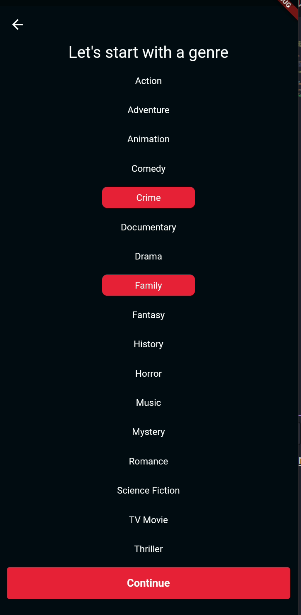 Let's start with a genre
Action
Adventure
Animation
Comedy
Crime
Documentary
Drama
Family
Fantasy
History
Horror
Music
Mystery
Romance
Science Fiction
TV Movie
Thriller
Continue